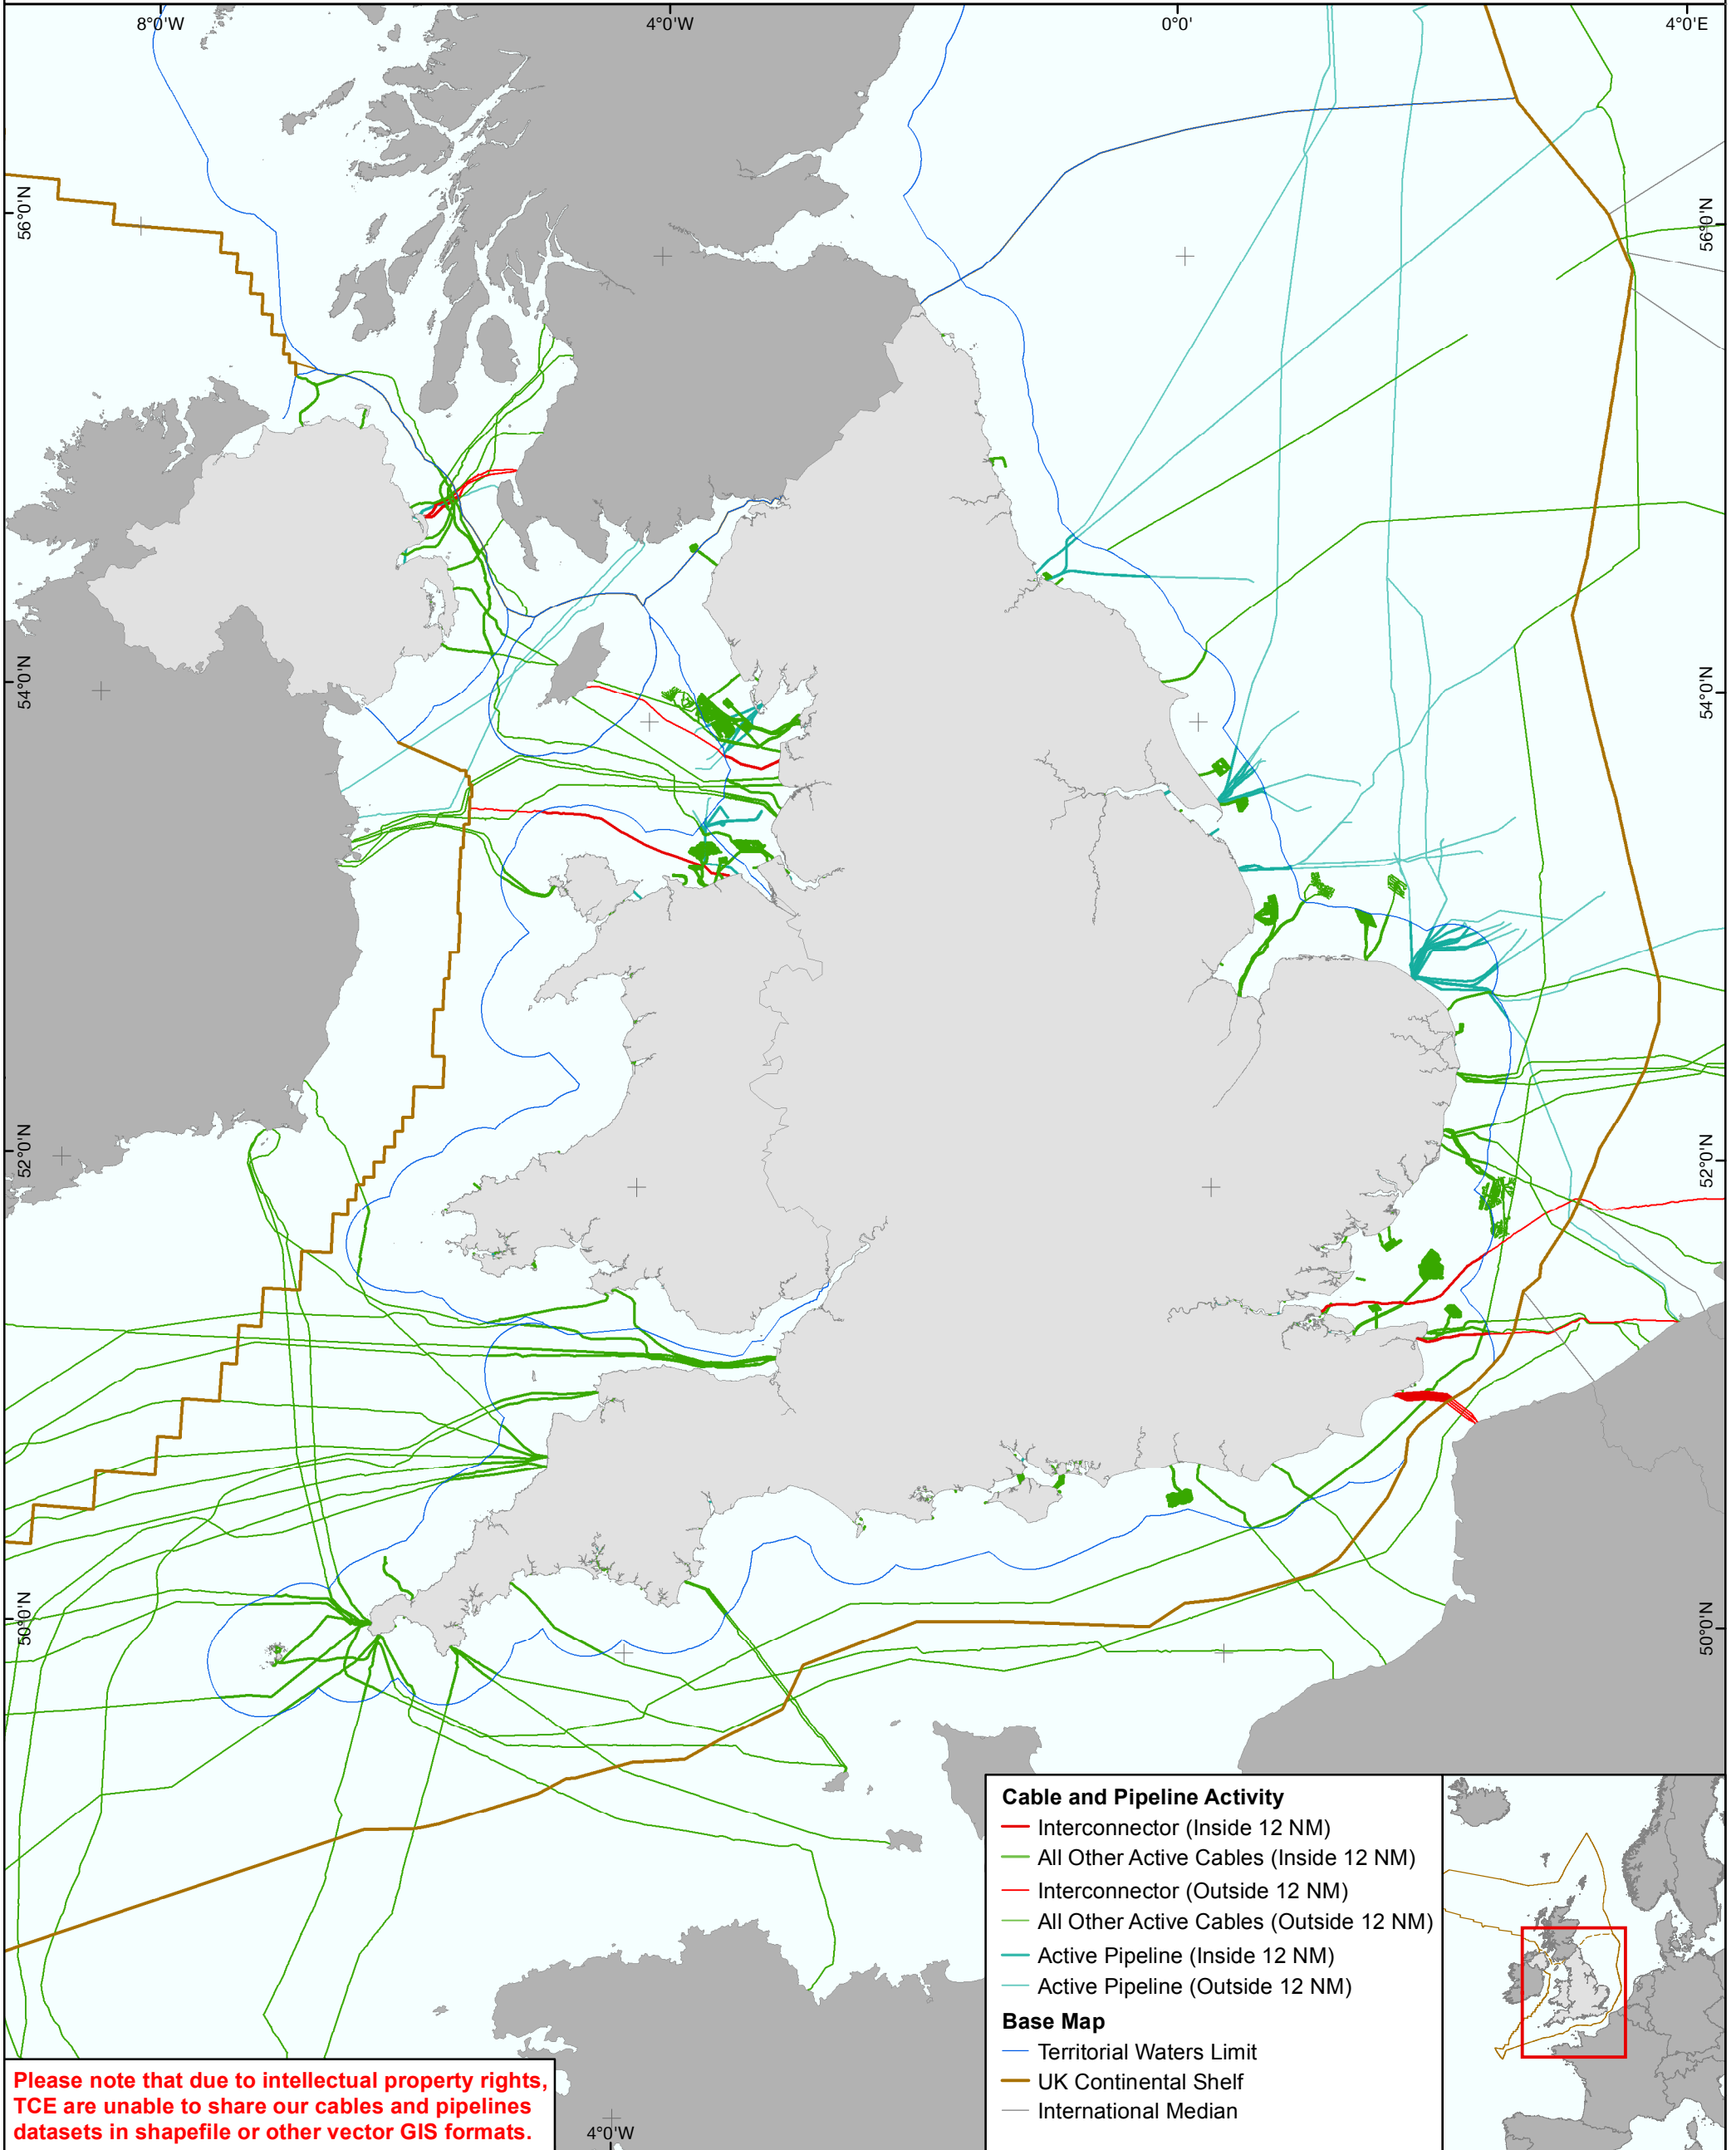 8°0'W
4°0'W
0°0'
4°0'E
56°0'N
56°0'N
54°0'N
54°0'N
52°0'N
52°0'N
50°0'N
50°0'N
Cable and Pipeline Activity
Interconnector (Inside 12 NM)
All Other Active Cables (Inside 12 NM)
Interconnector (Outside 12 NM)
All Other Active Cables (Outside 12 NM)
Active Pipeline (Inside 12 NM)
Active Pipeline (Outside 12 NM)
Base Map
Territorial Waters Limit
UK Continental Shelf
International Median
Please note that due to intellectual property rights,
TCE are unable to share our cables and pipelines
datasets in shapefile or other vector GIS formats.
4°0'W